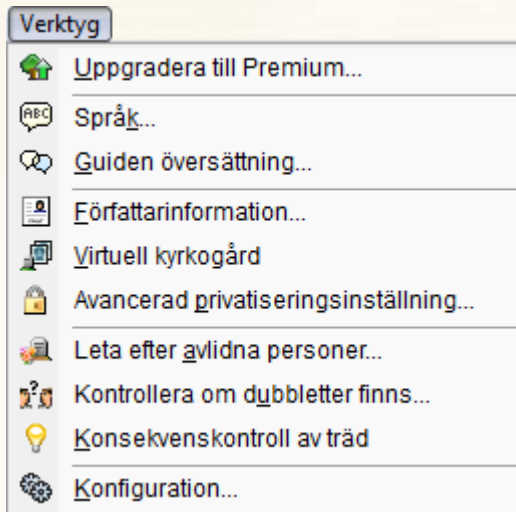 Verktyg
Uppgradera till Premium...
ABC
Språk...
Guiden översättning...
Författarinformation...
Virtuell kyrkogård
Avancerad privatiseringsinställning...
Leta efter avlidna personer...
Kontrollera om dubbletter finns...
Konsekvenskontroll av träd
Konfiguration...